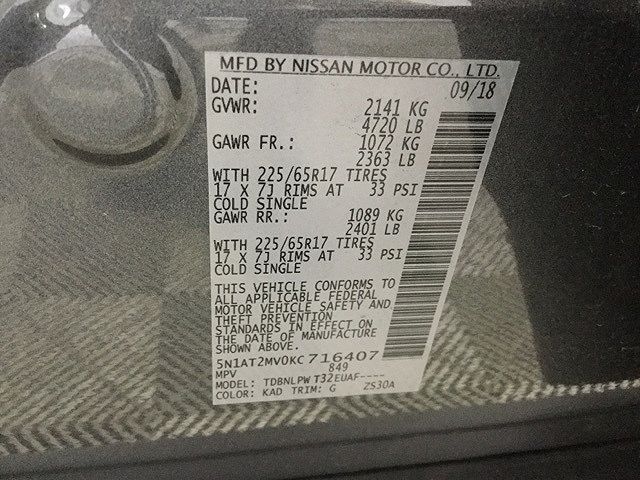 MFD BY NISSAN MOTOR CO., LTD.
DATE: 09/18
GVWR: 2141 KG
4720 LB
GAWR FR.: 1072 KG
2363 LB
WITH 225/65R17 TIRES
17 X 7J RIMS AT 33 PSI
COLD SINGLE
GAWR RR.: 1089 KG
2401 LB
WITH 225/65R17 TIRES
17 X 7J RIMS AT 33 PSI
COLD SINGLE
THIS VEHICLE CONFORMS TO
ALL APPLICABLE FEDERAL
MOTOR VEHICLE SAFETY AND
THEFT PREVENTION
STANDARDS IN EFFECT ON
THE DATE OF MANUFACTURE
SHOWN ABOVE.
5N1AT2MV0KC716407
MPV 849
MODEL: TDBNLPW T32EUAF----
COLOR: KAD TRIM: G ZS30A